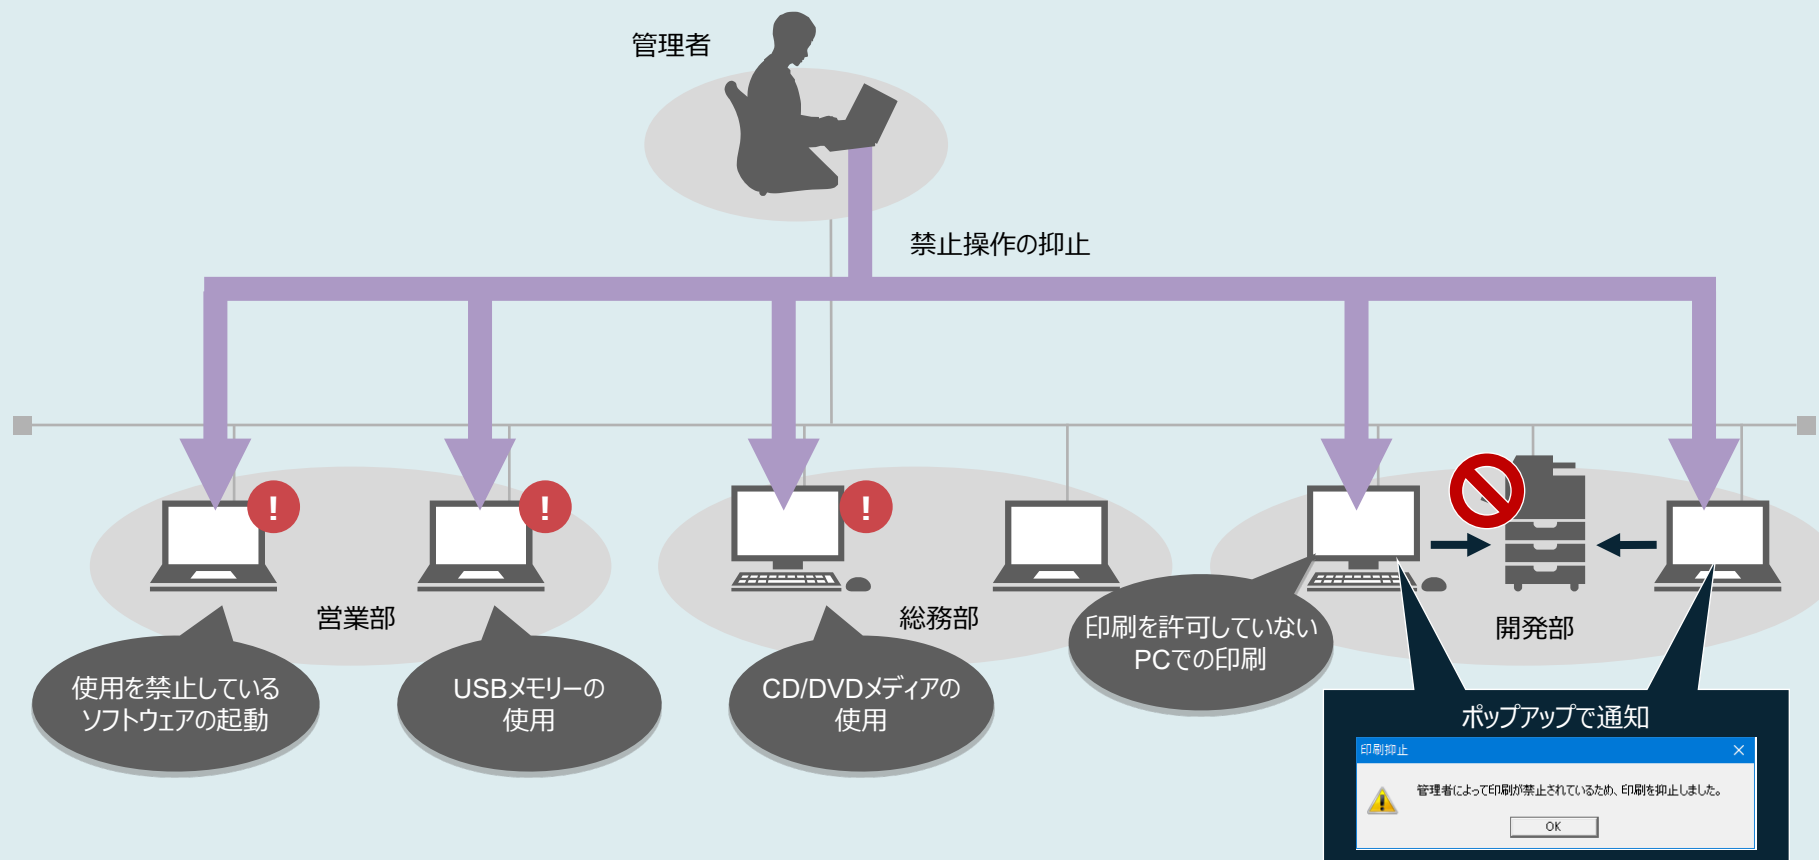 管理者
禁止操作の抑止
!
!
!
営業部
総務部
開発部
使用を禁止している
ソフトウェアの起動
USBメモリーの
使用
CD/DVDメディアの
使用
印刷を許可していない
PCでの印刷
ポップアップで通知
印刷抑止
管理者によって印刷が禁止されているため、印刷を抑止しました。
OK